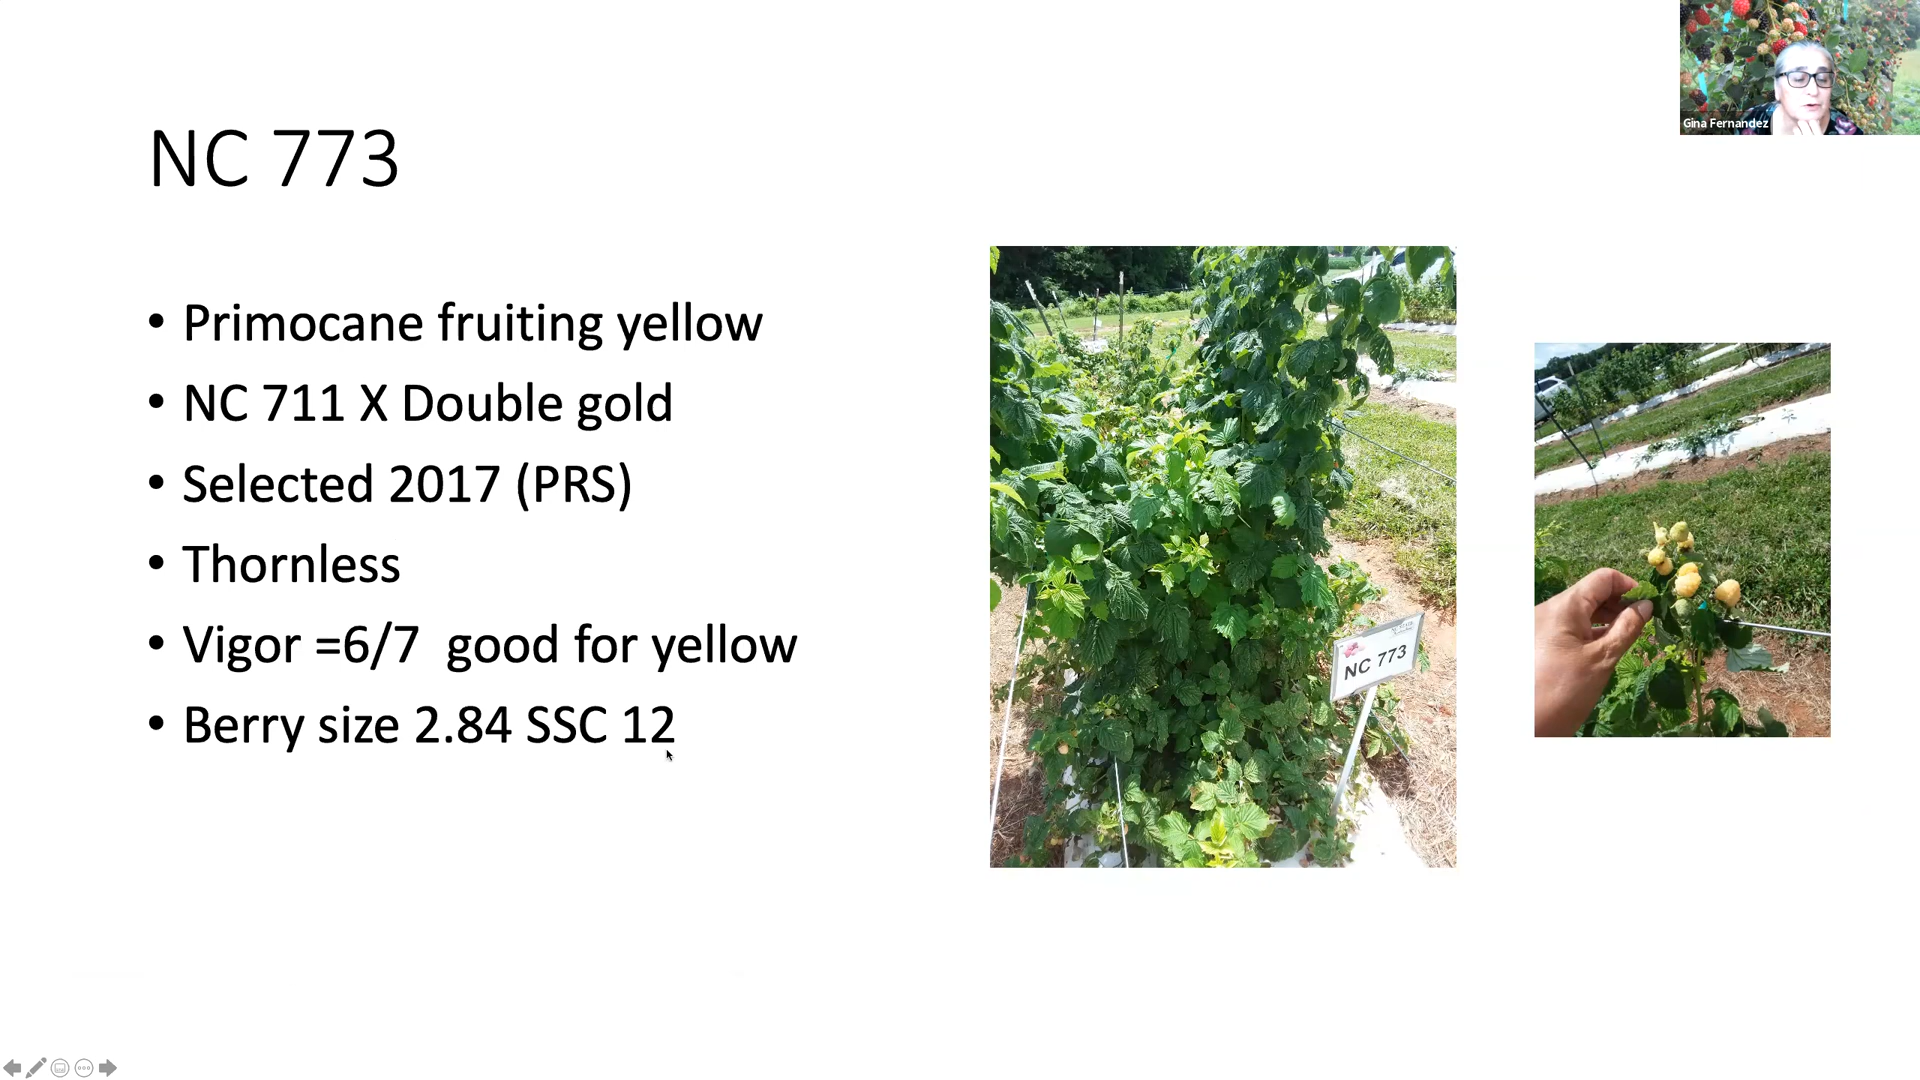 Gina Fernandez
NC 773
• Primocane fruiting yellow
• NC 711 X Double gold
• Selected 2017 (PRS)
• Thornless
• Vigor =6/7  good for yellow
• Berry size 2.84 SSC 12
NC 773